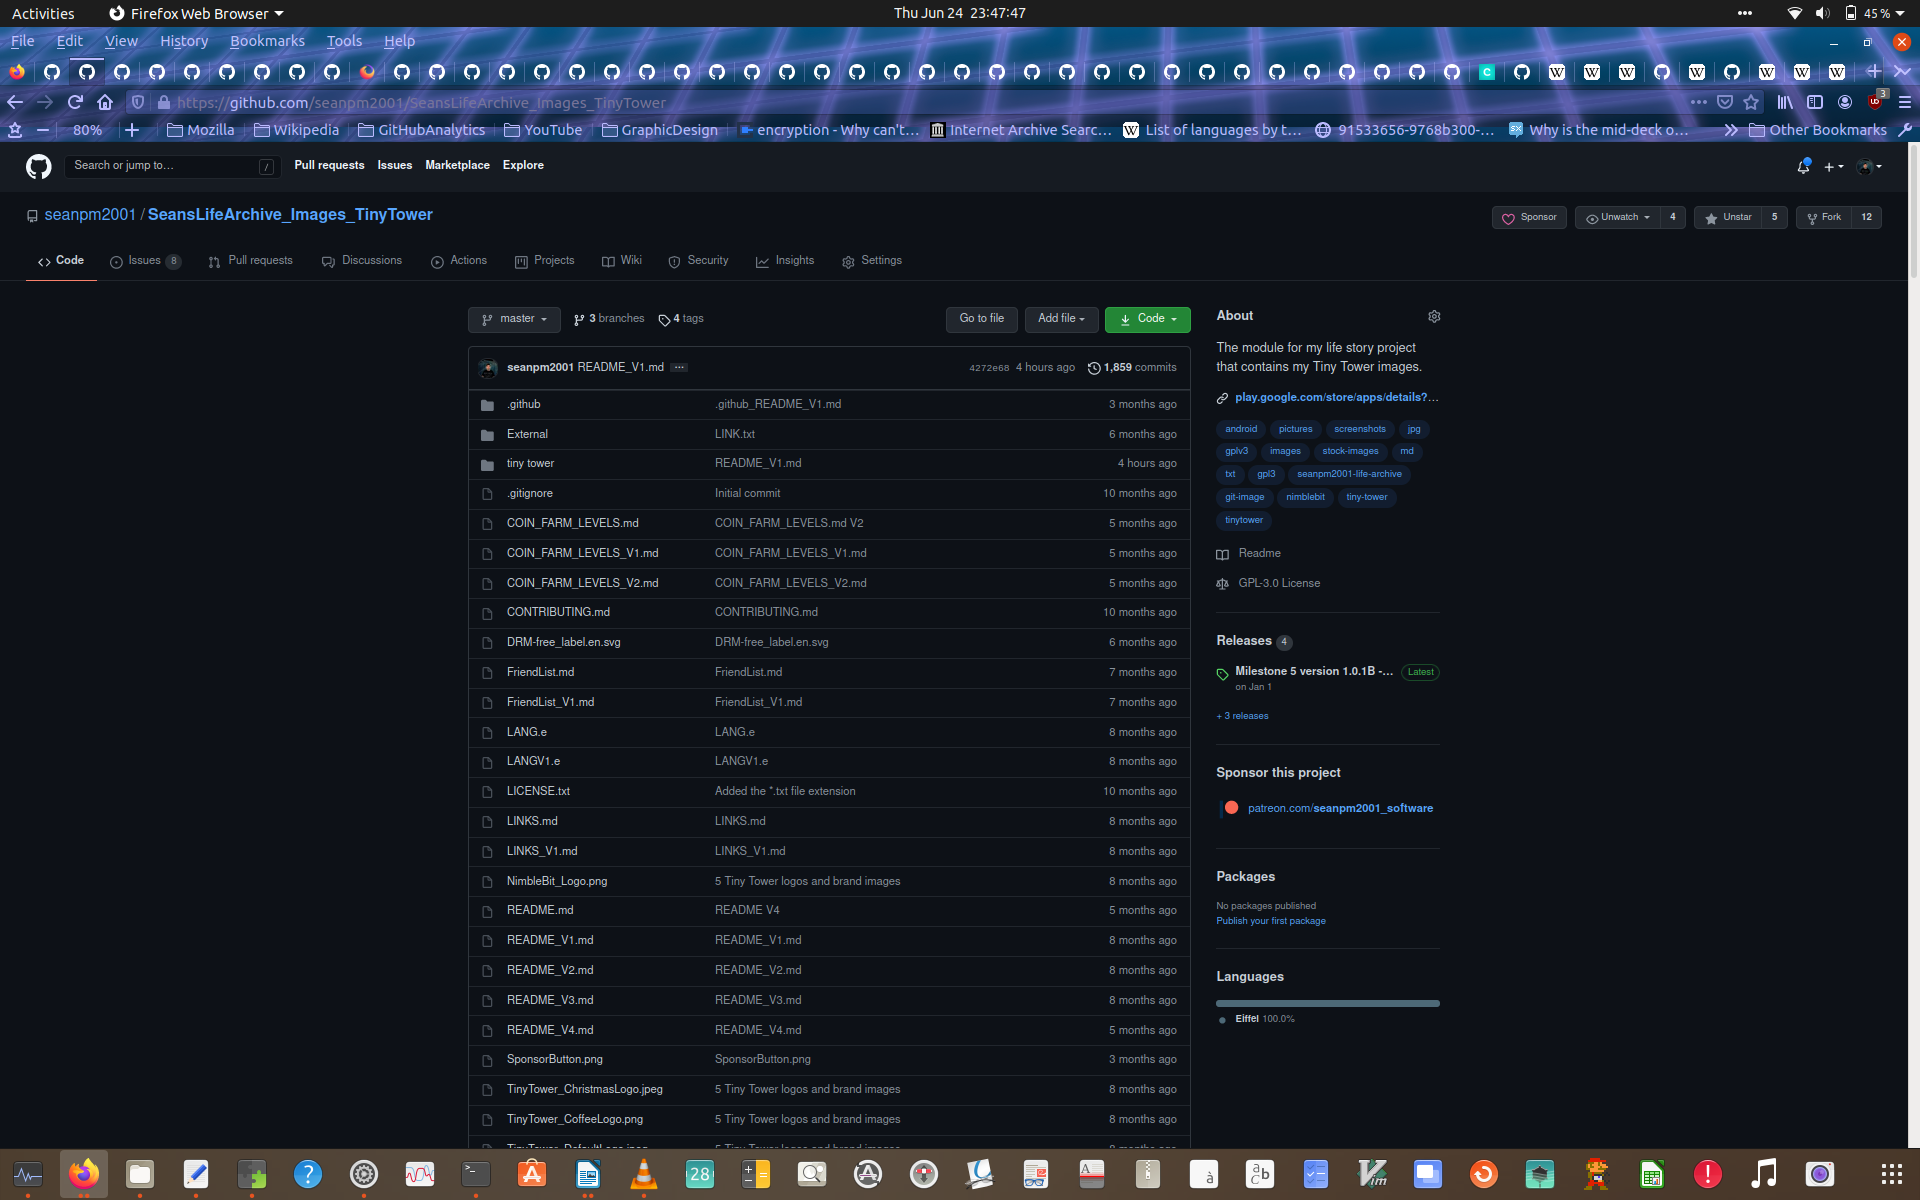 Activities Firefox Web Browser Thu Jun 24 23:47:47 45 %
File Edit View History Bookmarks Tools Help
https://github.com/seanpm2001/SeansLifeArchive_Images_TinyTower 3
80% Mozilla Wikipedia GitHubAnalytics YouTube GraphicDesign encryption - Why can't… Internet Archive Searc… List of languages by t… 91533656-9768b300-… Why is the mid-deck o… Other Bookmarks
Search or jump to… / Pull requests Issues Marketplace Explore
seanpm2001 / SeansLifeArchive_Images_TinyTower Sponsor Unwatch 4 Unstar 5 Fork 12
Code Issues 8 Pull requests Discussions Actions Projects Wiki Security Insights Settings
master 3 branches 4 tags Go to file Add file Code
seanpm2001 README_V1.md … 4272e68 4 hours ago 1,859 commits
.github .github_README_V1.md 3 months ago
External LINK.txt 6 months ago
tiny tower README_V1.md 4 hours ago
.gitignore Initial commit 10 months ago
COIN_FARM_LEVELS.md COIN_FARM_LEVELS.md V2 5 months ago
COIN_FARM_LEVELS_V1.md COIN_FARM_LEVELS_V1.md 5 months ago
COIN_FARM_LEVELS_V2.md COIN_FARM_LEVELS_V2.md 5 months ago
CONTRIBUTING.md CONTRIBUTING.md 10 months ago
DRM-free_label.en.svg DRM-free_label.en.svg 6 months ago
FriendList.md FriendList.md 7 months ago
FriendList_V1.md FriendList_V1.md 7 months ago
LANG.e LANG.e 8 months ago
LANGV1.e LANGV1.e 8 months ago
LICENSE.txt Added the *.txt file extension 10 months ago
LINKS.md LINKS.md 8 months ago
LINKS_V1.md LINKS_V1.md 8 months ago
NimbleBit_Logo.png 5 Tiny Tower logos and brand images 8 months ago
README.md README V4 5 months ago
README_V1.md README_V1.md 8 months ago
README_V2.md README_V2.md 8 months ago
README_V3.md README_V3.md 8 months ago
README_V4.md README_V4.md 5 months ago
SponsorButton.png SponsorButton.png 3 months ago
TinyTower_ChristmasLogo.jpeg 5 Tiny Tower logos and brand images 8 months ago
TinyTower_CoffeeLogo.png 5 Tiny Tower logos and brand images 8 months ago
About
The module for my life story project
that contains my Tiny Tower images.
play.google.com/store/apps/details?…
android pictures screenshots jpg
gplv3 images stock-images md
txt gpl3 seanpm2001-life-archive
git-image nimblebit tiny-tower
tinytower
Readme
GPL-3.0 License
Releases 4
Milestone 5 version 1.0.1B -… Latest
on Jan 1
+ 3 releases
Sponsor this project
patreon.com/seanpm2001_software
Packages
No packages published
Publish your first package
Languages
Eiffel 100.0%
28